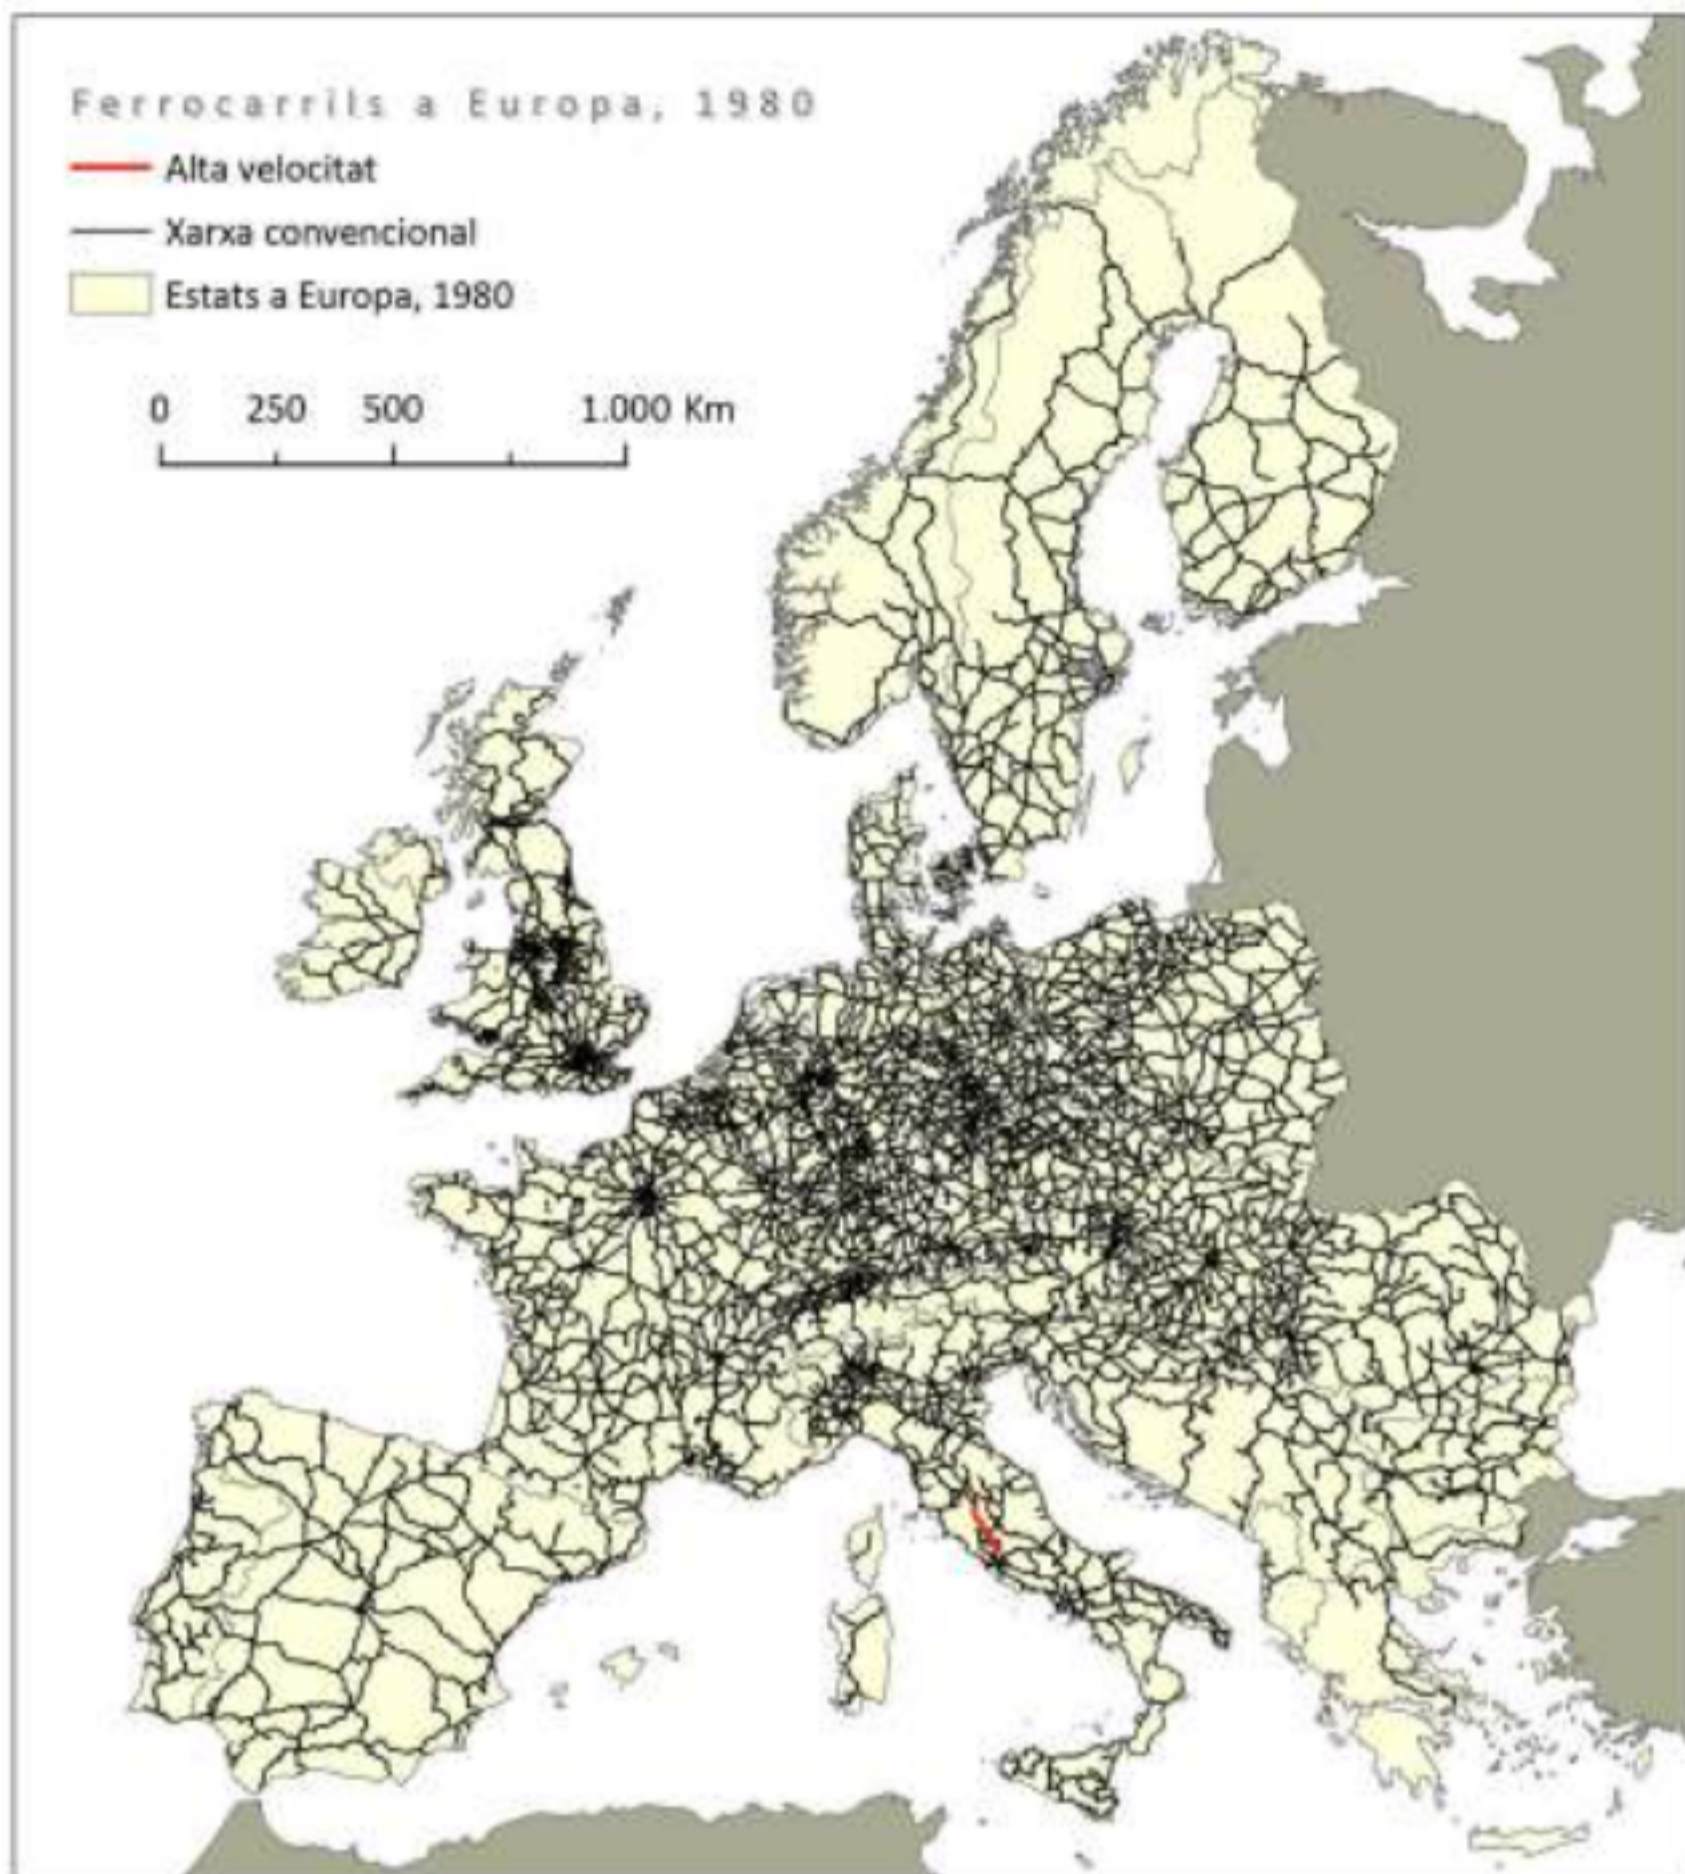 Ferrocarrils a Europa, 1980
Alta velocitat
Xarxa convencional
Estats a Europa, 1980
0 250 500 1.000 Km